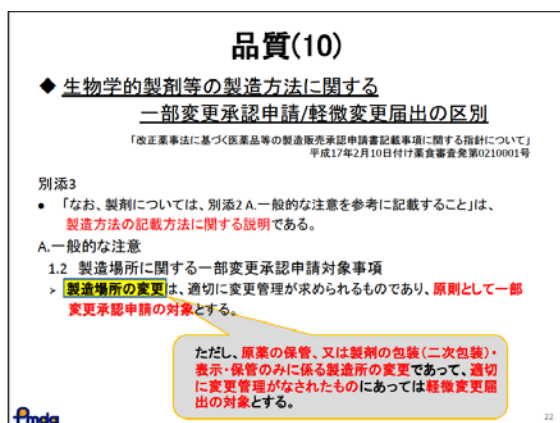 品質(10)
◆ 生物学的製剤等の製造方法に関する
一部変更承認申請/軽微変更届出の区別
「改正薬事法に基づく医薬品等の製造販売承認申請書記載事項に関する指針について」
平成17年2月10日付け薬食審査発第0210001号
別添3
● 「なお、製剤については、別添2 A.一般的な注意を参考に記載すること」は、
製造方法の記載方法に関する説明である。
A.一般的な注意
1.2 製造場所に関する一部変更承認申請対象事項
➢ 製造場所の変更は、適切に変更管理が求められるものであり、原則として一部
変更承認申請の対象とする。
ただし、原薬の保管、又は製剤の包装(二次包装)・
表示・保管のみに係る製造所の変更であって、適切
に変更管理がなされたものにあっては軽微変更届
出の対象とする。
Pmda
22